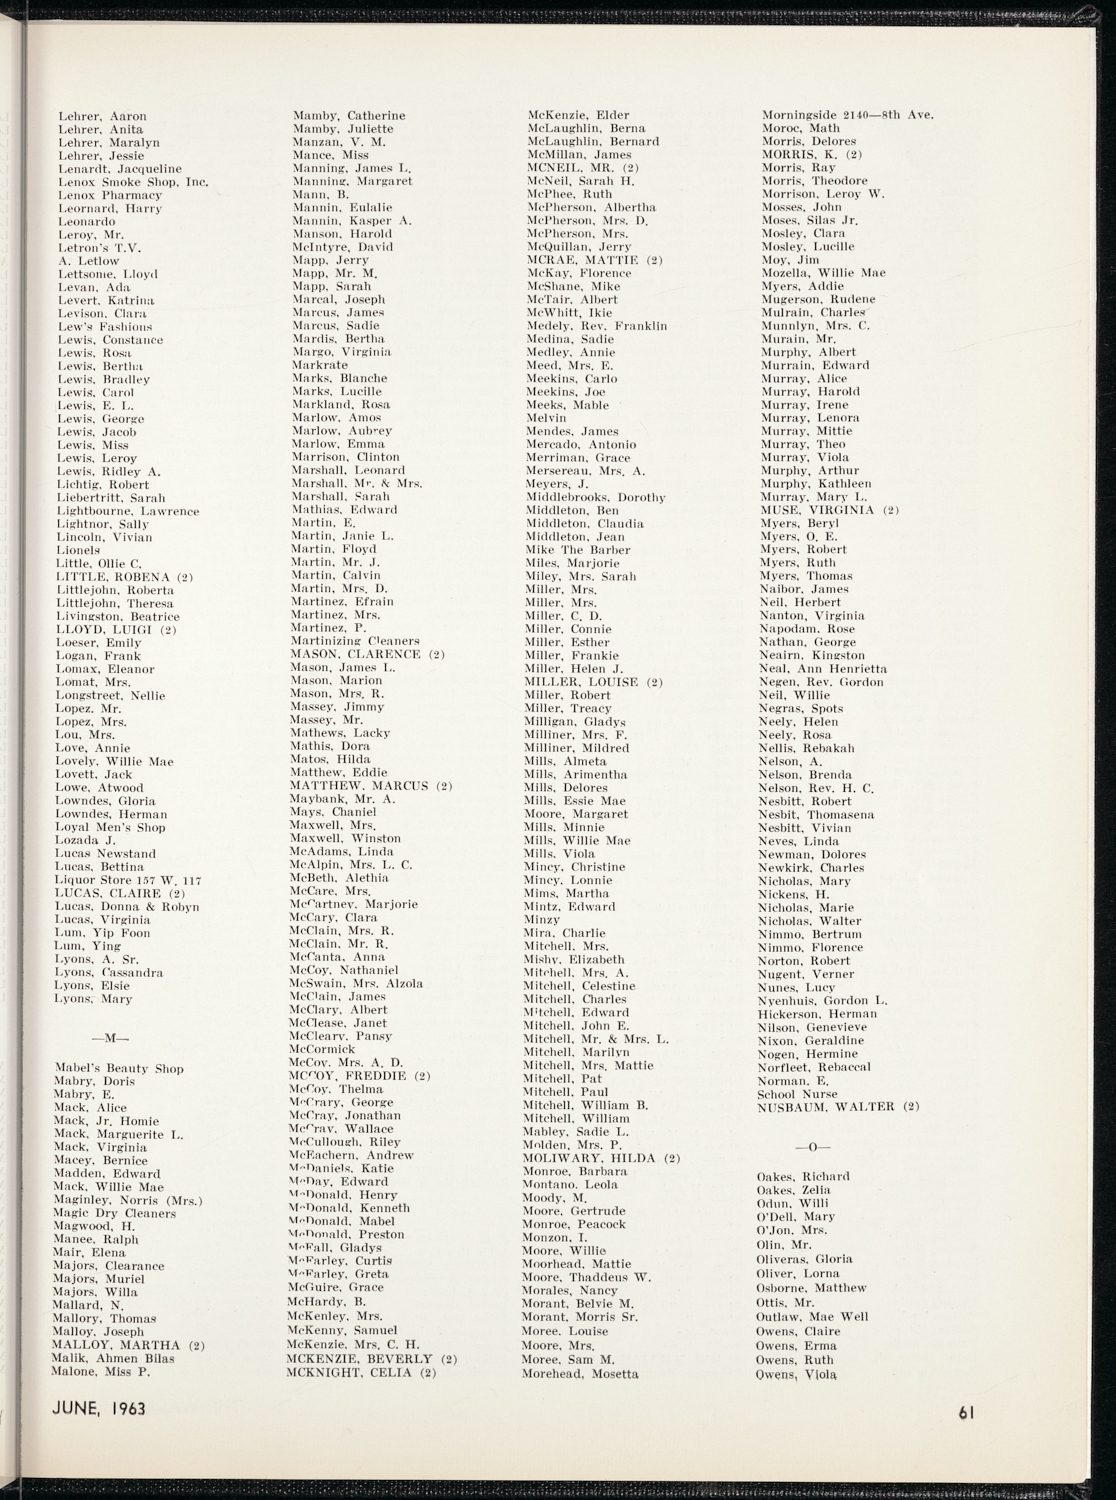 Lehrer, Aaron
Lehrer, Anita
Lehrer, Maralyn
Lehrer, Jessie
Lenardt, Jacqueline
Lenox Smoke Shop, Inc.
Lenox Pharmacy
Leornard, Harry
Leonardo
Leroy, Mr.
Letron's T.V.
A. Letlow
Lettsome, Lloyd
Levan, Ada
Levert, Katrina
Levison, Clara
Lew's Fashions
Lewis, Constance
Lewis, Rosa
Lewis, Bertha
Lewis, Bradley
Lewis, Carol
Lewis, E. L.
Lewis, George
Lewis, Jacob
Lewis, Miss
Lewis, Leroy
Lewis, Ridley A.
Lichtig, Robert
Liebertritt, Sarah
Lightbourne, Lawrence
Lightnor, Sally
Lincoln, Vivian
Lionels
Little, Ollie C.
LITTLE, ROBENA (2)
Littlejohn, Roberta
Littlejohn, Theresa
Livingston, Beatrice
LLOYD, LUIGI (2)
Loeser, Emily
Logan, Frank
Lomax, Eleanor
Lomat, Mrs.
Longstreet, Nellie
Lopez, Mr.
Lopez, Mrs.
Lou, Mrs.
Love, Annie
Lovely, Willie Mae
Lovett, Jack
Lowe, Atwood
Lowndes, Gloria
Lowndes, Herman
Loyal Men's Shop
Lozada J.
Lucas Newstand
Lucas, Bettina
Liquor Store 157 W. 117
LUCAS, CLAIRE (2)
Lucas, Donna & Robyn
Lucas, Virginia
Lum, Yip Foon
Lum, Ying
Lyons, A. Sr.
Lyons, Cassandra
Lyons, Elsie
Lyons, Mary
—M—
Mabel's Beauty Shop
Mabry, Doris
Mabry, E.
Mack, Alice
Mack, Jr. Homie
Mack, Marguerite L.
Mack, Virginia
Macey, Bernice
Madden, Edward
Mack, Willie Mae
Maginley, Norris (Mrs.)
Magic Dry Cleaners
Magwood, H.
Manee, Ralph
Mair, Elena
Majors, Clearance
Majors, Muriel
Majors, Willa
Mallard, N.
Mallory, Thomas
Malloy, Joseph
MALLOY, MARTHA (2)
Malik, Ahmen Bilas
Malone, Miss P.
Mamby, Catherine
Mamby, Juliette
Manzan, V. M.
Mance, Miss
Manning, James L.
Manning, Margaret
Mann, B.
Mannin, Eulalie
Mannin, Kasper A.
Manson, Harold
McIntyre, David
Mapp, Jerry
Mapp, Mr. M.
Mapp, Sarah
Marcal, Joseph
Marcus, James
Marcus, Sadie
Mardis, Bertha
Margo, Virginia
Markrate
Marks, Blanche
Marks, Lucille
Markland, Rosa
Marlow, Amos
Marlow, Aubrey
Marlow, Emma
Marrison, Clinton
Marshall, Leonard
Marshall, Mr. & Mrs.
Marshall, Sarah
Mathias, Edward
Martin, E.
Martin, Janie L.
Martin, Floyd
Martin, Mr. J.
Martin, Calvin
Martin, Mrs. D.
Martinez, Efrain
Martinez, Mrs.
Martinez, P.
Martinizing Cleaners
MASON, CLARENCE (2)
Mason, James L.
Mason, Marion
Mason, Mrs. R.
Massey, Jimmy
Massey, Mr.
Mathews, Lacky
Mathis, Dora
Matos, Hilda
Matthew, Eddie
MATTHEW, MARCUS (2)
Maybank, Mr. A.
Mays, Chaniel
Maxwell, Mrs.
Maxwell, Winston
McAdams, Linda
McAlpin, Mrs. L. C.
McBeth, Alethia
McCare, Mrs.
McCartney, Marjorie
McCary, Clara
McClain, Mrs. R.
McClain, Mr. R.
McCanta, Anna
McCoy, Nathaniel
McSwain, Mrs. Alzola
McClain, James
McClary, Albert
McClease, Janet
McCleary, Pansy
McCormick
McCoy, Mrs. A. D.
MCCOY, FREDDIE (2)
McCoy, Thelma
McCrary, George
McCray, Jonathan
McCray, Wallace
McCullough, Riley
McEachern, Andrew
McDaniels, Katie
McDay, Edward
McDonald, Henry
McDonald, Kenneth
McDonald, Mabel
McDonald, Preston
McFall, Gladys
McFarley, Curtis
McFarley, Greta
McGuire, Grace
McHardy, B.
McKenley, Mrs.
McKenny, Samuel
McKenzie, Mrs. C. H.
MCKENZIE, BEVERLY (2)
MCKNIGHT, CELIA (2)
McKenzie, Elder
McLaughlin, Berna
McLaughlin, Bernard
McMillan, James
MCNEIL, MR. (2)
McNeil, Sarah H.
McPhee, Ruth
McPherson, Albertha
McPherson, Mrs. D.
McPherson, Mrs.
McQuillan, Jerry
MCRAE, MATTIE (2)
McKay, Florence
McShane, Mike
McTair, Albert
McWhitt, Ikie
Medely, Rev. Franklin
Medina, Sadie
Medley, Annie
Meed, Mrs. E.
Meekins, Carlo
Meekins, Joe
Meeks, Mable
Melvin
Mendes, James
Mercado, Antonio
Merriman, Grace
Mersereau, Mrs. A.
Meyers, J.
Middlebrooks, Dorothy
Middleton, Ben
Middleton, Claudia
Middleton, Jean
Mike The Barber
Miles, Marjorie
Miley, Mrs. Sarah
Miller, Mrs.
Miller, Mrs.
Miller, C. D.
Miller, Connie
Miller, Esther
Miller, Frankie
Miller, Helen J.
MILLER, LOUISE (2)
Miller, Robert
Miller, Treacy
Milligan, Gladys
Milliner, Mrs. F.
Milliner, Mildred
Mills, Almeta
Mills, Arimentha
Mills, Delores
Mills, Essie Mae
Moore, Margaret
Mills, Minnie
Mills, Willie Mae
Mills, Viola
Mincy, Christine
Mincy, Lonnie
Mims, Martha
Mintz, Edward
Minzy
Mira, Charlie
Mitchell, Mrs.
Mishy, Elizabeth
Mitchell, Mrs. A.
Mitchell, Celestine
Mitchell, Charles
Mitchell, Edward
Mitchell, John E.
Mitchell, Mr. & Mrs. L.
Mitchell, Marilyn
Mitchell, Mrs. Mattie
Mitchell, Pat
Mitchell, Paul
Mitchell, William B.
Mitchell, William
Mabley, Sadie L.
Molden, Mrs. P.
MOLIWARY, HILDA (2)
Monroe, Barbara
Montano, Leola
Moody, M.
Moore, Gertrude
Monroe, Peacock
Monzon, I.
Moore, Willie
Moorhead, Mattie
Moore, Thaddeus W.
Morales, Nancy
Morant, Belvie M.
Morant, Morris Sr.
Moree, Louise
Moore, Mrs.
Moree, Sam M.
Morehead, Mosetta
Morningside 2140—8th Ave.
Moroc, Math
Morris, Delores
MORRIS, K. (2)
Morris, Ray
Morris, Theodore
Morrison, Leroy W.
Mosses, John
Moses, Silas Jr.
Mosley, Clara
Mosley, Lucille
Moy, Jim
Mozella, Willie Mae
Myers, Addie
Mugerson, Rudene
Mulrain, Charles
Munnlyn, Mrs. C.
Murain, Mr.
Murphy, Albert
Murrain, Edward
Murray, Alice
Murray, Harold
Murray, Irene
Murray, Lenora
Murray, Mittie
Murray, Theo
Murray, Viola
Murphy, Arthur
Murphy, Kathleen
Murray, Mary L.
MUSE, VIRGINIA (2)
Myers, Beryl
Myers, O. E.
Myers, Robert
Myers, Ruth
Myers, Thomas
Naibor, James
Neil, Herbert
Nanton, Virginia
Napodam, Rose
Nathan, George
Neairn, Kingston
Neal, Ann Henrietta
Negen, Rev. Gordon
Neil, Willie
Negras, Spots
Neely, Helen
Neely, Rosa
Nellis, Rebakah
Nelson, A.
Nelson, Brenda
Nelson, Rev. H. C.
Nesbitt, Robert
Nesbit, Thomasena
Nesbitt, Vivian
Neves, Linda
Newman, Dolores
Newkirk, Charles
Nicholas, Mary
Nickens, H.
Nicholas, Marie
Nicholas, Walter
Nimmo, Bertrum
Nimmo, Florence
Norton, Robert
Nugent, Verner
Nunes, Lucy
Nyenhuis, Gordon L.
Hickerson, Herman
Nilson, Genevieve
Nixon, Geraldine
Nogen, Hermine
Norfleet, Rebaccal
Norman, E.
School Nurse
NUSBAUM, WALTER (2)
—O—
Oakes, Richard
Oakes, Zelia
Odun, Willi
O'Dell, Mary
O'Jon, Mrs.
Olin, Mr.
Oliveras, Gloria
Oliver, Lorna
Osborne, Matthew
Ottis, Mr.
Outlaw, Mae Well
Owens, Claire
Owens, Erma
Owens, Ruth
Owens, Viola
JUNE, 1963
61